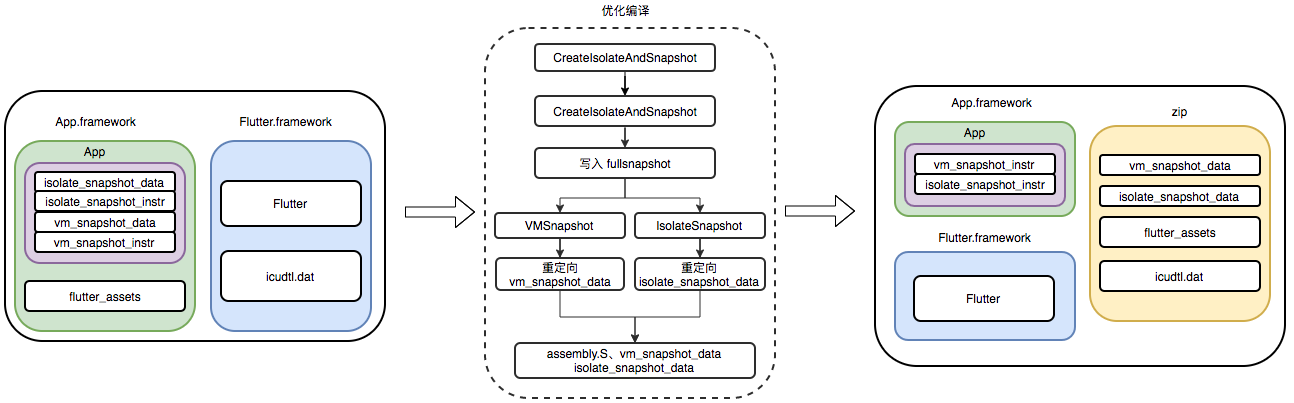 App.framework
Flutter.framework
App
isolate_snapshot_data
isolate_snapshot_instr
vm_snapshot_data
vm_snapshot_instr
flutter_assets
Flutter
icudtl.dat
优化编译
CreateIsolateAndSnapshot
CreateIsolateAndSnapshot
写入 fullsnapshot
VMSnapshot
IsolateSnapshot
重定向
vm_snapshot_data
重定向
isolate_snapshot_data
assembly.S、vm_snapshot_data
isolate_snapshot_data
App.framework
App
vm_snapshot_instr
isolate_snapshot_instr
Flutter.framework
Flutter
zip
vm_snapshot_data
isolate_snapshot_data
flutter_assets
icudtl.dat